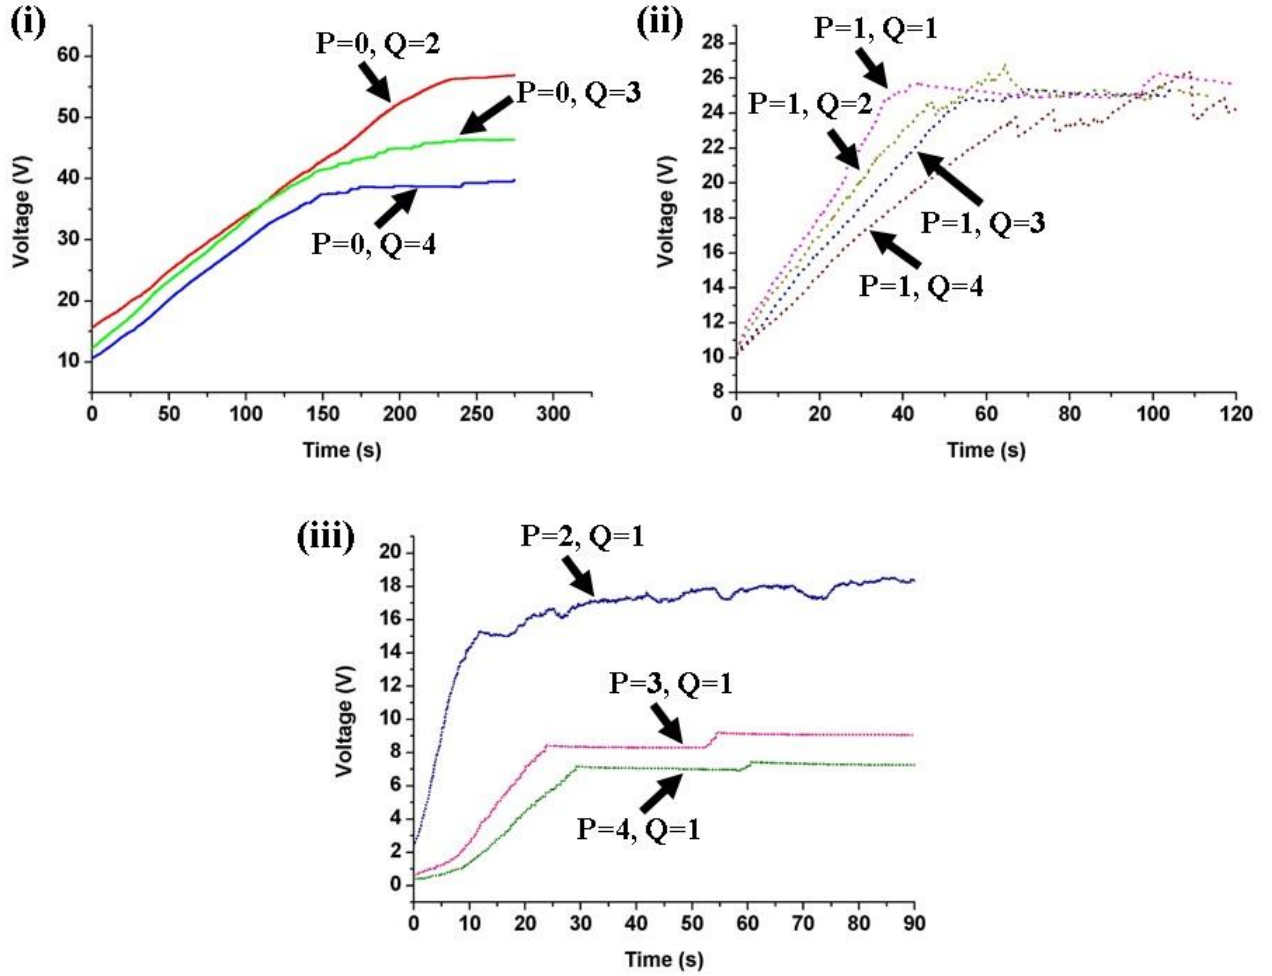 (i)
P=0, Q=2
P=0, Q=3
P=0, Q=4
60
50
40
30
20
10
Voltage (V)
0 50 100 150 200 250 300
Time (s)
(ii)
P=1, Q=1
P=1, Q=2
P=1, Q=3
P=1, Q=4
28
26
24
22
20
18
16
14
12
10
8
Voltage (V)
0 20 40 60 80 100 120
Time (s)
(iii)
P=2, Q=1
P=3, Q=1
P=4, Q=1
20
18
16
14
12
10
8
6
4
2
0
Voltage (V)
0 10 20 30 40 50 60 70 80 90
Time (s)